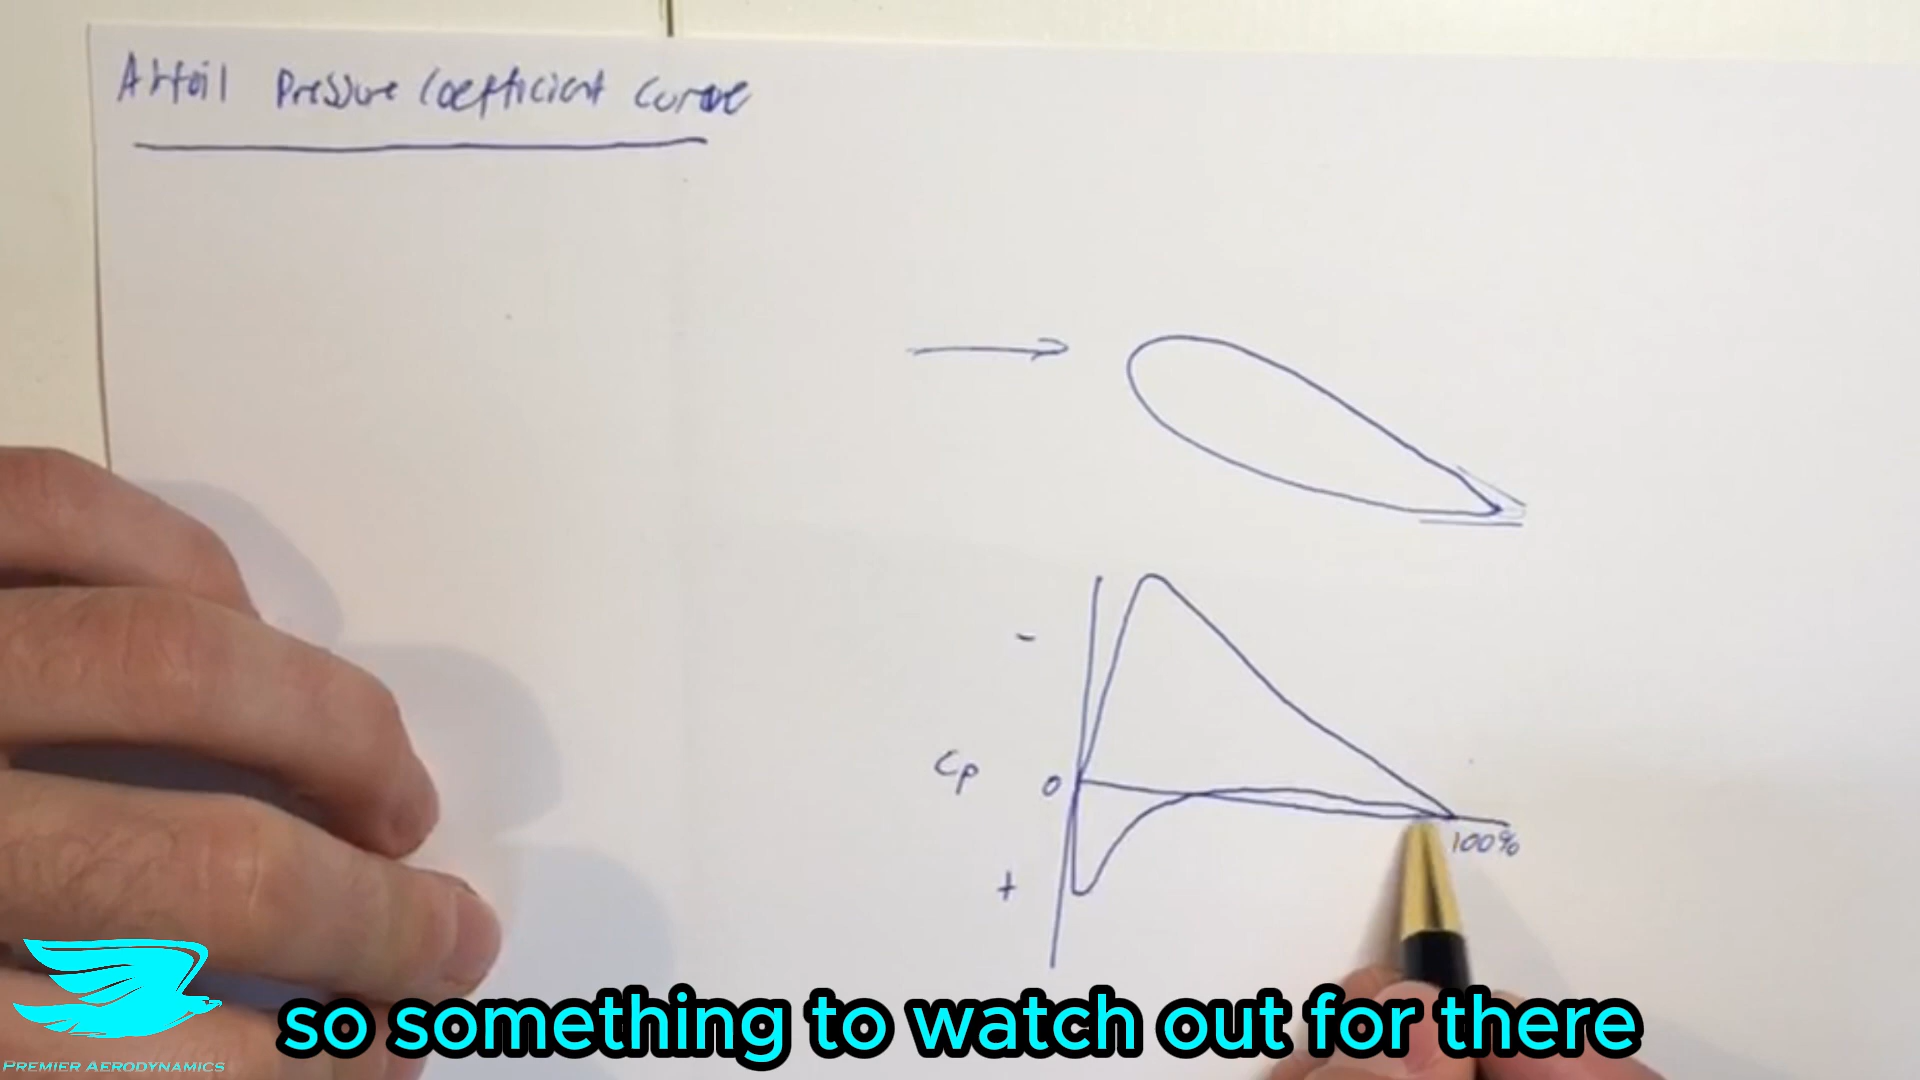 Airfoil Pressure Coefficient Curve
-
Cp 0
100%
+
so something to watch out for there
PREMIER AERODYNAMICS